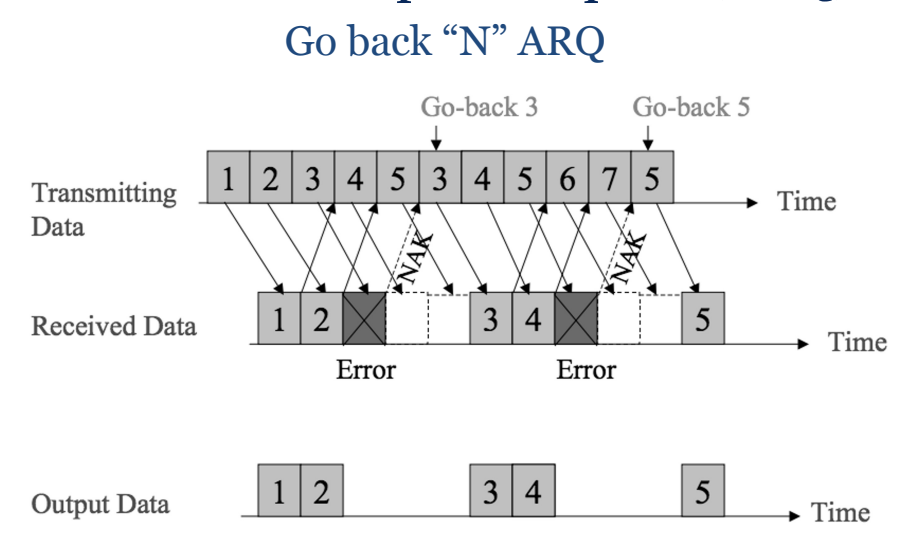 Go back “N” ARQ
Go-back 3
Go-back 5
1 2 3 4 5 3 4 5 6 7 5
Transmitting
Data
Time
NAK
NAK
Received Data
1 2 3 4 5
Time
Error
Error
Output Data
1 2 3 4 5
Time